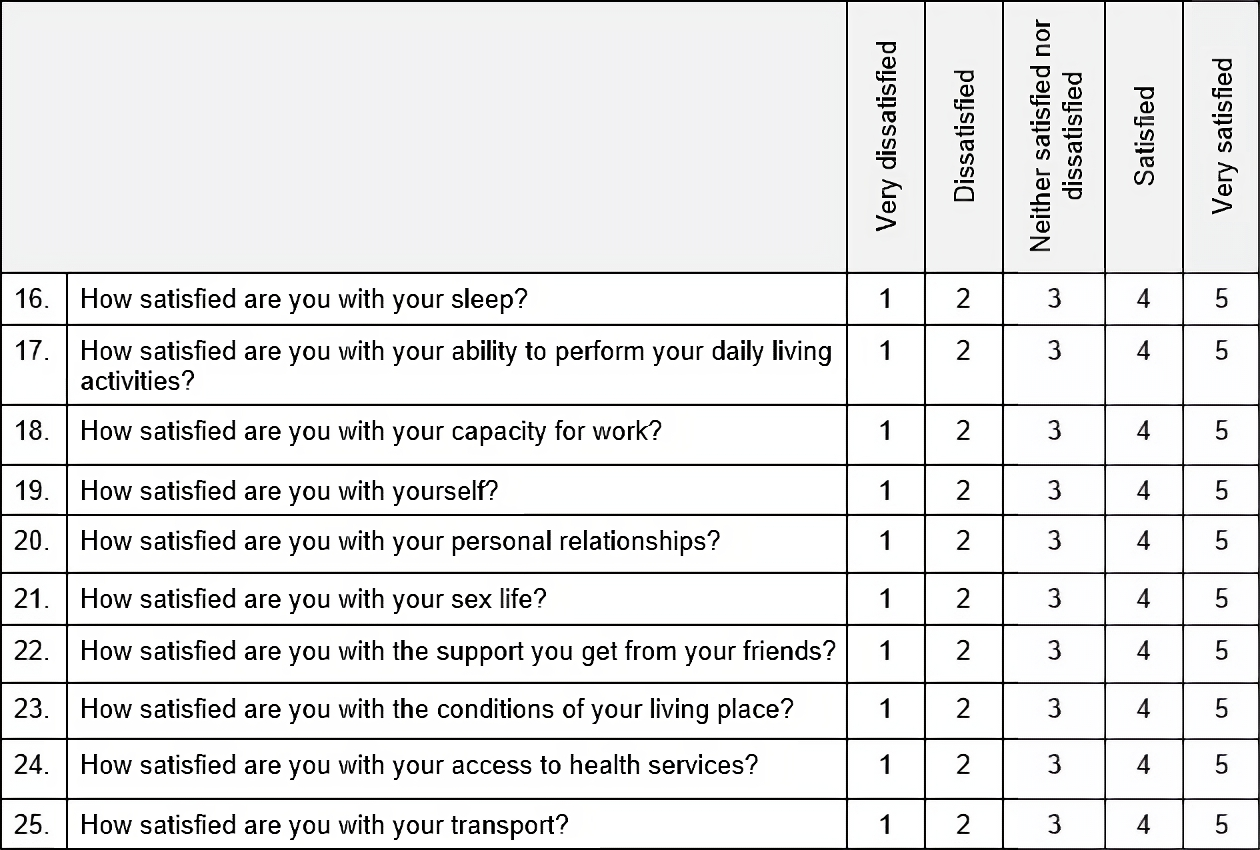 Very dissatisfied
Dissatisfied
Neither satisfied nor
dissatisfied
Satisfied
Very satisfied
16. How satisfied are you with your sleep? 1 2 3 4 5
17. How satisfied are you with your ability to perform your daily living 1 2 3 4 5
activities?
18. How satisfied are you with your capacity for work? 1 2 3 4 5
19. How satisfied are you with yourself? 1 2 3 4 5
20. How satisfied are you with your personal relationships? 1 2 3 4 5
21. How satisfied are you with your sex life? 1 2 3 4 5
22. How satisfied are you with the support you get from your friends? 1 2 3 4 5
23. How satisfied are you with the conditions of your living place? 1 2 3 4 5
24. How satisfied are you with your access to health services? 1 2 3 4 5
25. How satisfied are you with your transport? 1 2 3 4 5